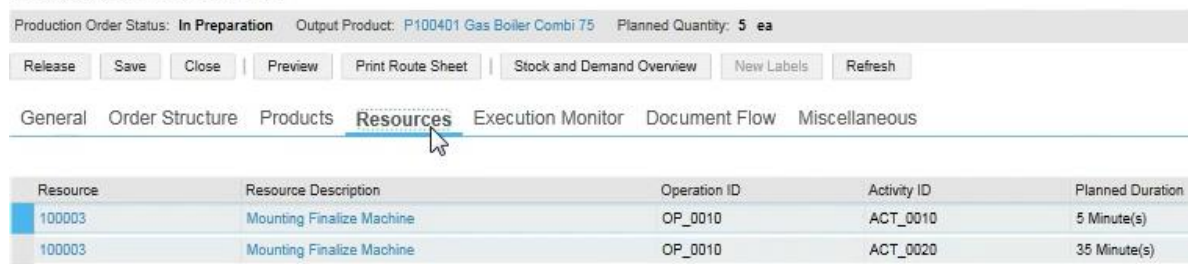 Production Order Status: In Preparation Output Product: P100401 Gas Boiler Combi 75 Planned Quantity: 5 ea
Release Save Close | Preview Print Route Sheet | Stock and Demand Overview New Labels Refresh
General Order Structure Products Resources Execution Monitor Document Flow Miscellaneous
Resource Resource Description Operation ID Activity ID Planned Duration
100003 Mounting Finalize Machine OP_0010 ACT_0010 5 Minute(s)
100003 Mounting Finalize Machine OP_0010 ACT_0020 35 Minute(s)